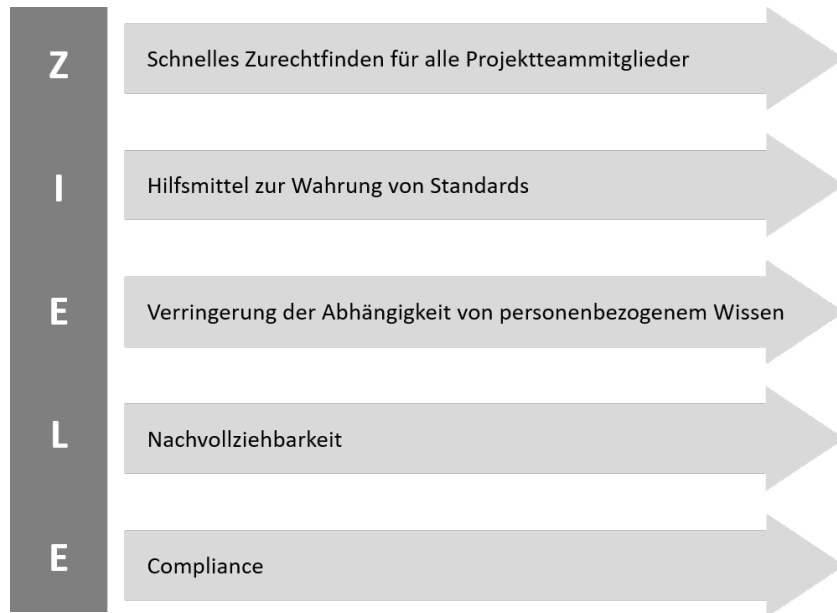 Z
Schnelles Zurechtfinden für alle Projektteammitglieder
I
Hilfsmittel zur Wahrung von Standards
E
Verringerung der Abhängigkeit von personenbezogenem Wissen
L
Nachvollziehbarkeit
E
Compliance